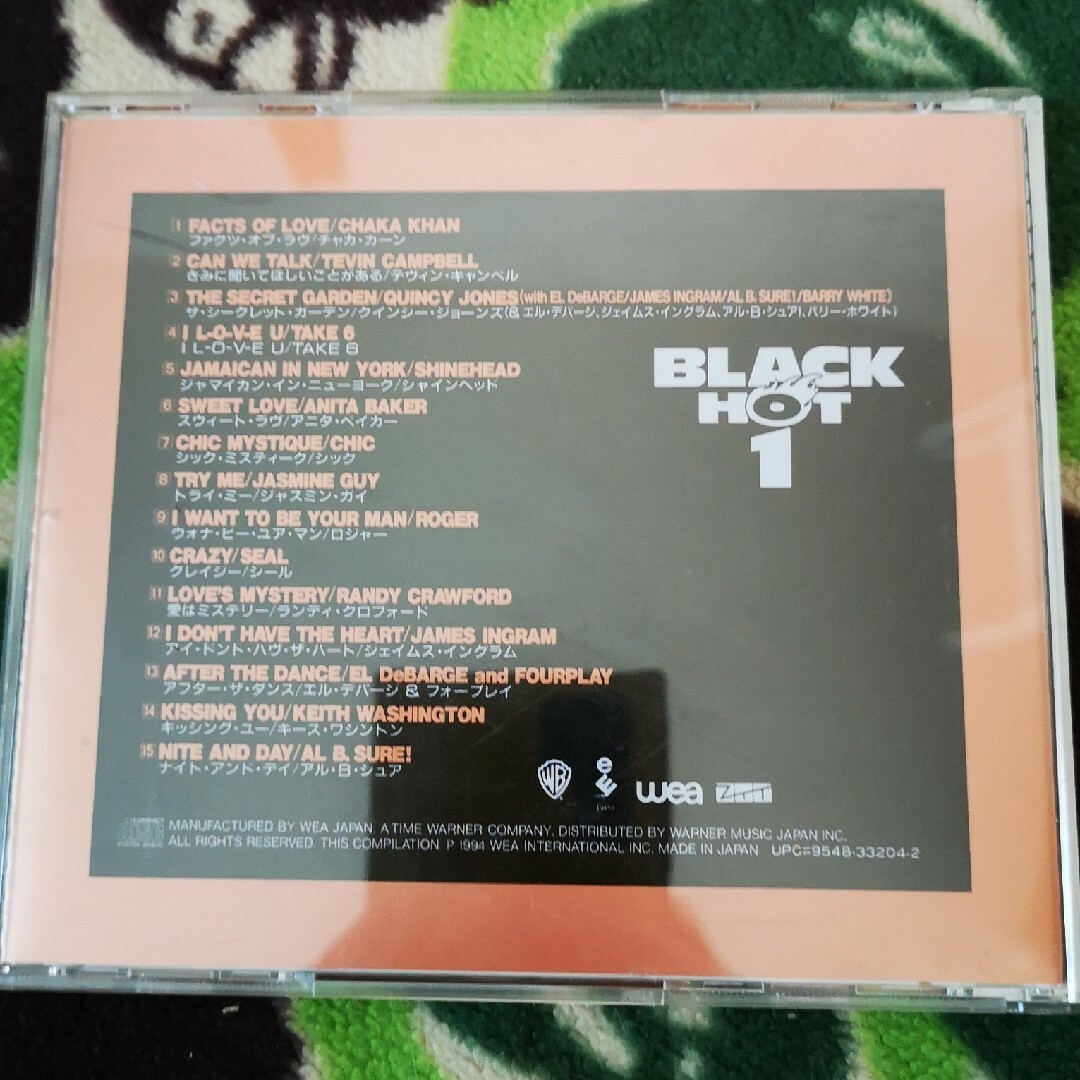 1 FACTS OF LOVE/CHAKA KHAN
ファクツ・オブ・ラヴ/チャカ・カーン
2 CAN WE TALK/TEVIN CAMPBELL
きみに聞いてほしいことがある/テヴィン・キャンベル
3 THE SECRET GARDEN/QUINCY JONES(with EL DeBARGE/JAMES INGRAM/AL B. SURE!/BARRY WHITE)
ザ・シークレット・ガーデン/クインシー・ジョーンズ(&エル・デバージ、ジェイムス・イングラム、アル・B・シュア!、バリー・ホワイト)
4 I L-O-V-E U/TAKE 6
I L-O-V-E U/TAKE 6
5 JAMAICAN IN NEW YORK/SHINEHEAD
ジャマイカン・イン・ニューヨーク/シャインヘッド
6 SWEET LOVE/ANITA BAKER
スウィート・ラヴ/アニタ・ベイカー
7 CHIC MYSTIQUE/CHIC
シック・ミスティーク/シック
8 TRY ME/JASMINE GUY
トライ・ミー/ジャスミン・ガイ
9 I WANT TO BE YOUR MAN/ROGER
ウォナ・ビー・ユア・マン/ロジャー
10 CRAZY/SEAL
クレイジー/シール
11 LOVE'S MYSTERY/RANDY CRAWFORD
愛はミステリー/ランディ・クロフォード
12 I DON'T HAVE THE HEART/JAMES INGRAM
アイ・ドント・ハヴ・ザ・ハート/ジェイムス・イングラム
13 AFTER THE DANCE/EL DeBARGE and FOURPLAY
アフター・ザ・ダンス/エル・デバージ & フォープレイ
14 KISSING YOU/KEITH WASHINGTON
キッシング・ユー/キース・ワシントン
15 NITE AND DAY/AL B. SURE!
ナイト・アンド・デイ/アル・B・シュア
BLACK
HOT
1
WB
wea
MANUFACTURED BY WEA JAPAN, A TIME WARNER COMPANY. DISTRIBUTED BY WARNER MUSIC JAPAN INC.
ALL RIGHTS RESERVED. THIS COMPILATION P 1994 WEA INTERNATIONAL INC. MADE IN JAPAN UPC=9548-33204-2